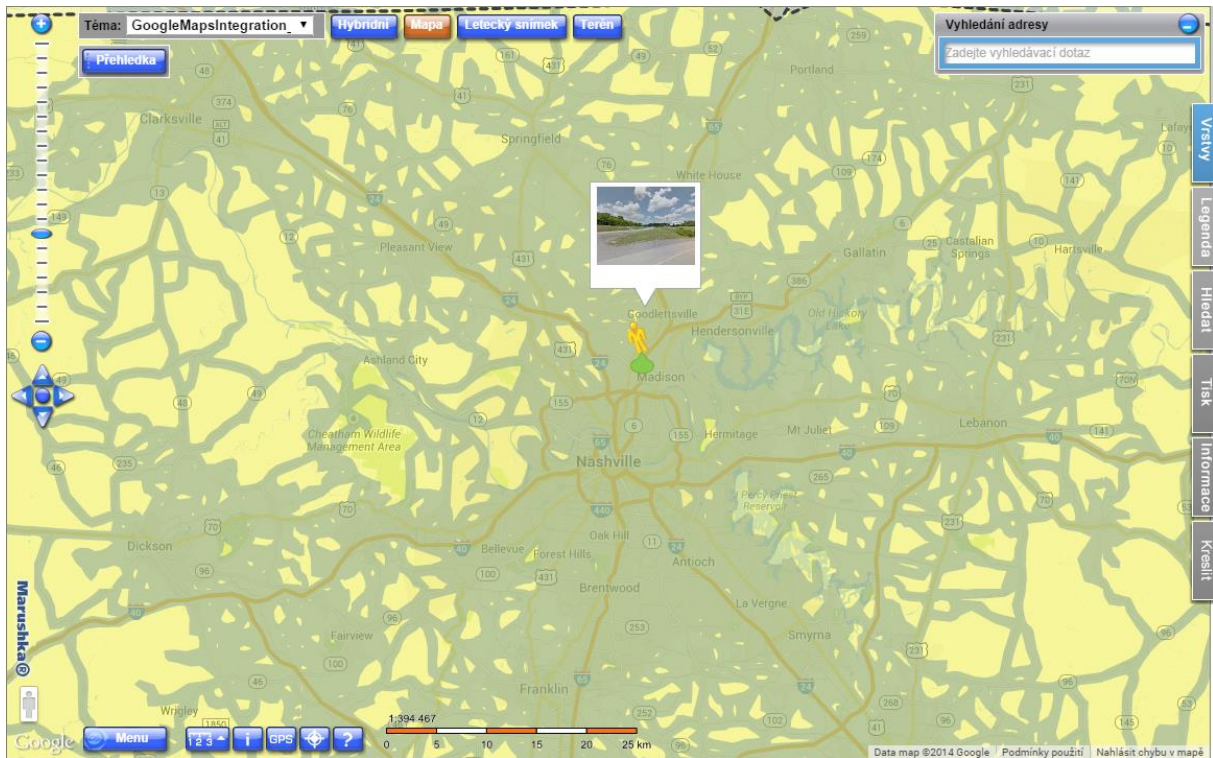 Téma: GoogleMapsIntegration_
Hybridní
Mapa
Letecký snímek
Terén
Vyhledání adresy
Zadejte vyhledávací dotaz
Přehledka
Vrstvy
Legenda
Hledat
Tisk
Informace
Kreslit
Portland
Clarksville
Springfield
White House
Pleasant View
Gallatin
Castalian
Springs
Hartsville
Goodlettsville
Hendersonville
Old Hickory
Lake
Ashland City
Madison
Cheatham Wildlife
Management Area
Hermitage
Mt Juliet
Lebanon
Nashville
J Percy Priest
Reservoir
Oak Hill
Dickson
Bellevue
Forest Hills
Antioch
Brentwood
La Vergne
Fairview
Smyrna
Franklin
Wrigley
Marushka®
Google
Menu
1 2 3
i
GPS
?
1:394 467
0 5 10 15 20 25 km
Data map ©2014 Google
Podmínky použití
Nahlásit chybu v mapě